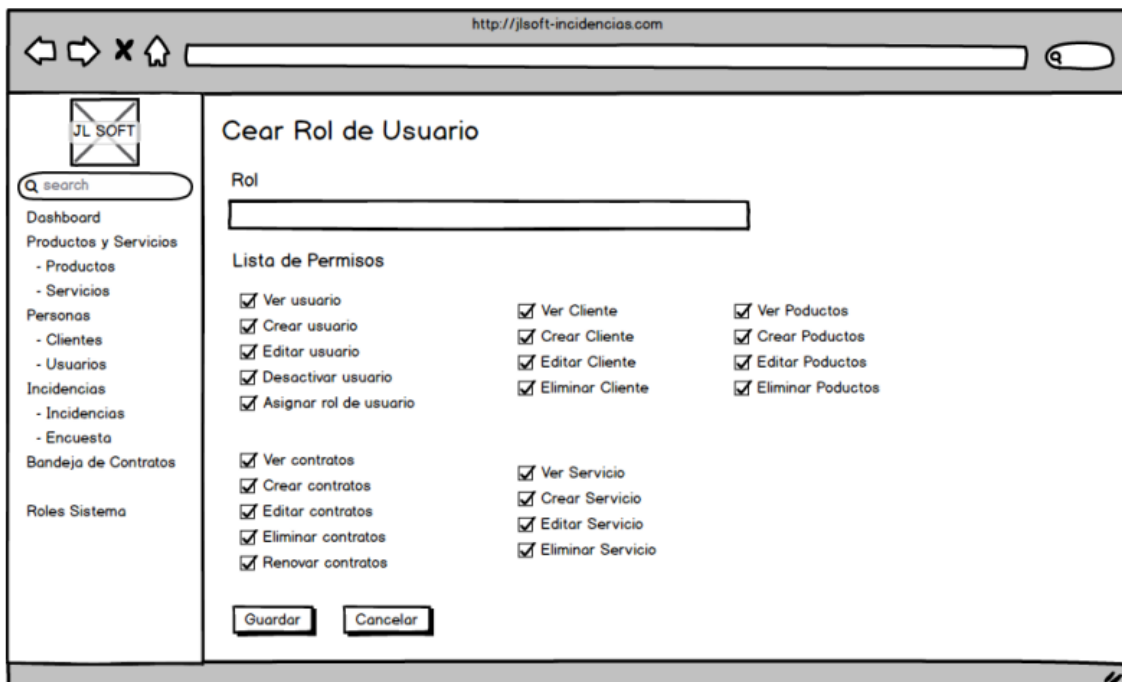 http://jlsoft-incidencias.com
JL SOFT
search
Dashboard
Productos y Servicios
- Productos
- Servicios
Personas
- Clientes
- Usuarios
Incidencias
- Incidencias
- Encuesta
Bandeja de Contratos
Roles Sistema
Cear Rol de Usuario
Rol
Lista de Permisos
Ver usuario
Crear usuario
Editar usuario
Desactivar usuario
Asignar rol de usuario
Ver Cliente
Crear Cliente
Editar Cliente
Eliminar Cliente
Ver Poductos
Crear Poductos
Editar Poductos
Eliminar Poductos
Ver contratos
Crear contratos
Editar contratos
Eliminar contratos
Renovar contratos
Ver Servicio
Crear Servicio
Editar Servicio
Eliminar Servicio
Guardar
Cancelar